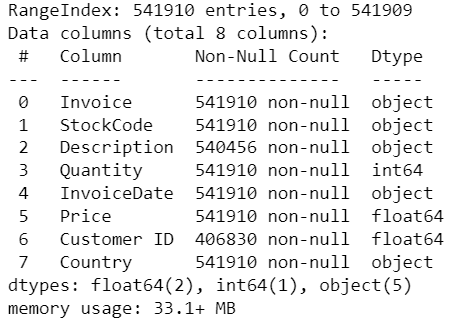 RangeIndex: 541910 entries, 0 to 541909
Data columns (total 8 columns):
 #   Column       Non-Null Count   Dtype
---  ------       --------------   -----
 0   Invoice      541910 non-null  object
 1   StockCode    541910 non-null  object
 2   Description  540456 non-null  object
 3   Quantity     541910 non-null  int64
 4   InvoiceDate  541910 non-null  object
 5   Price        541910 non-null  float64
 6   Customer ID  406830 non-null  float64
 7   Country      541910 non-null  object
dtypes: float64(2), int64(1), object(5)
memory usage: 33.1+ MB